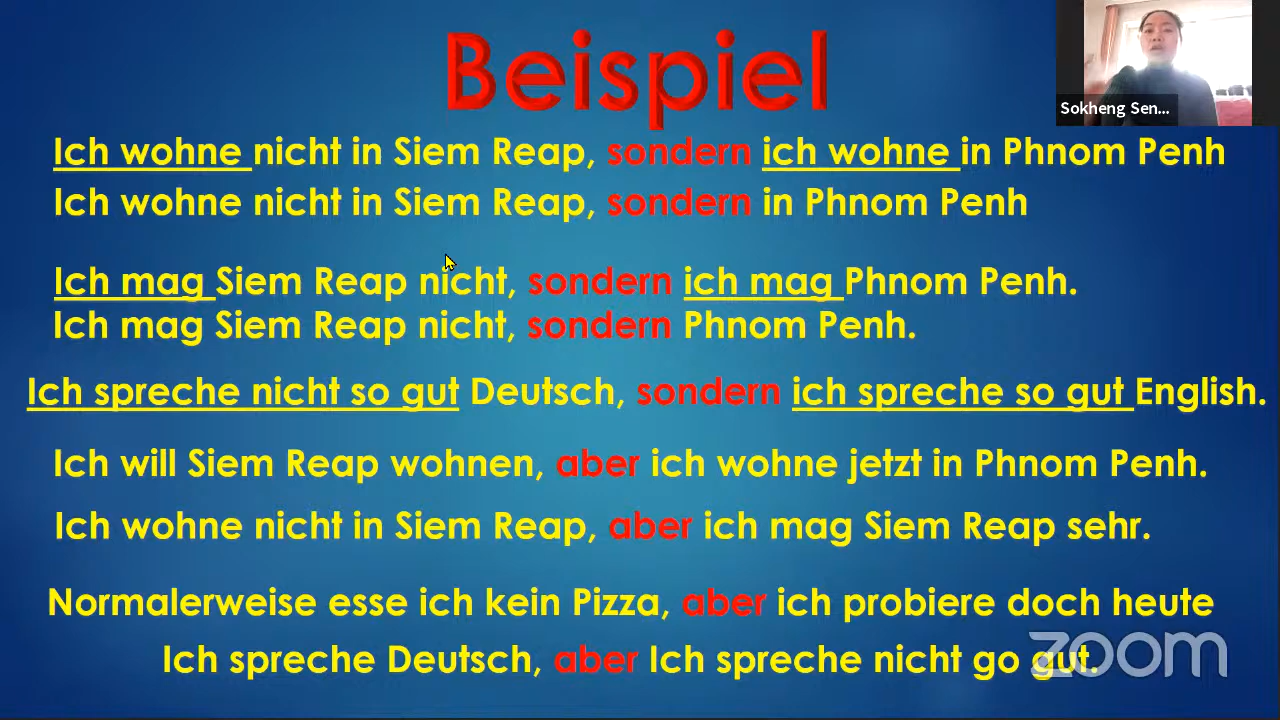 Beispiel
Sokheng Sen...
Ich wohne nicht in Siem Reap, sondern ich wohne in Phnom Penh
Ich wohne nicht in Siem Reap, sondern in Phnom Penh
Ich mag Siem Reap nicht, sondern ich mag Phnom Penh.
Ich mag Siem Reap nicht, sondern Phnom Penh.
Ich spreche nicht so gut Deutsch, sondern ich spreche so gut English.
Ich will Siem Reap wohnen, aber ich wohne jetzt in Phnom Penh.
Ich wohne nicht in Siem Reap, aber ich mag Siem Reap sehr.
Normalerweise esse ich kein Pizza, aber ich probiere doch heute
Ich spreche Deutsch, aber Ich spreche nicht go gut.
zoom